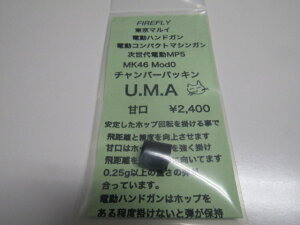 FIREFLY
東京マルイ
電動ハンドガン
電動コンパクトマシンガン
次世代電動MP5
MK46 Mod0
チャンバーパッキン
U.M.A
甘口 ¥2,400
安定したホップ回転を掛ける事で
飛距離と精度を向上させます
甘口はホップ
飛距離を 向いてます
0.25g以上の重さの弾
合っています。
電動ハンドガンはホップを
ある程度掛けないと弾が保持